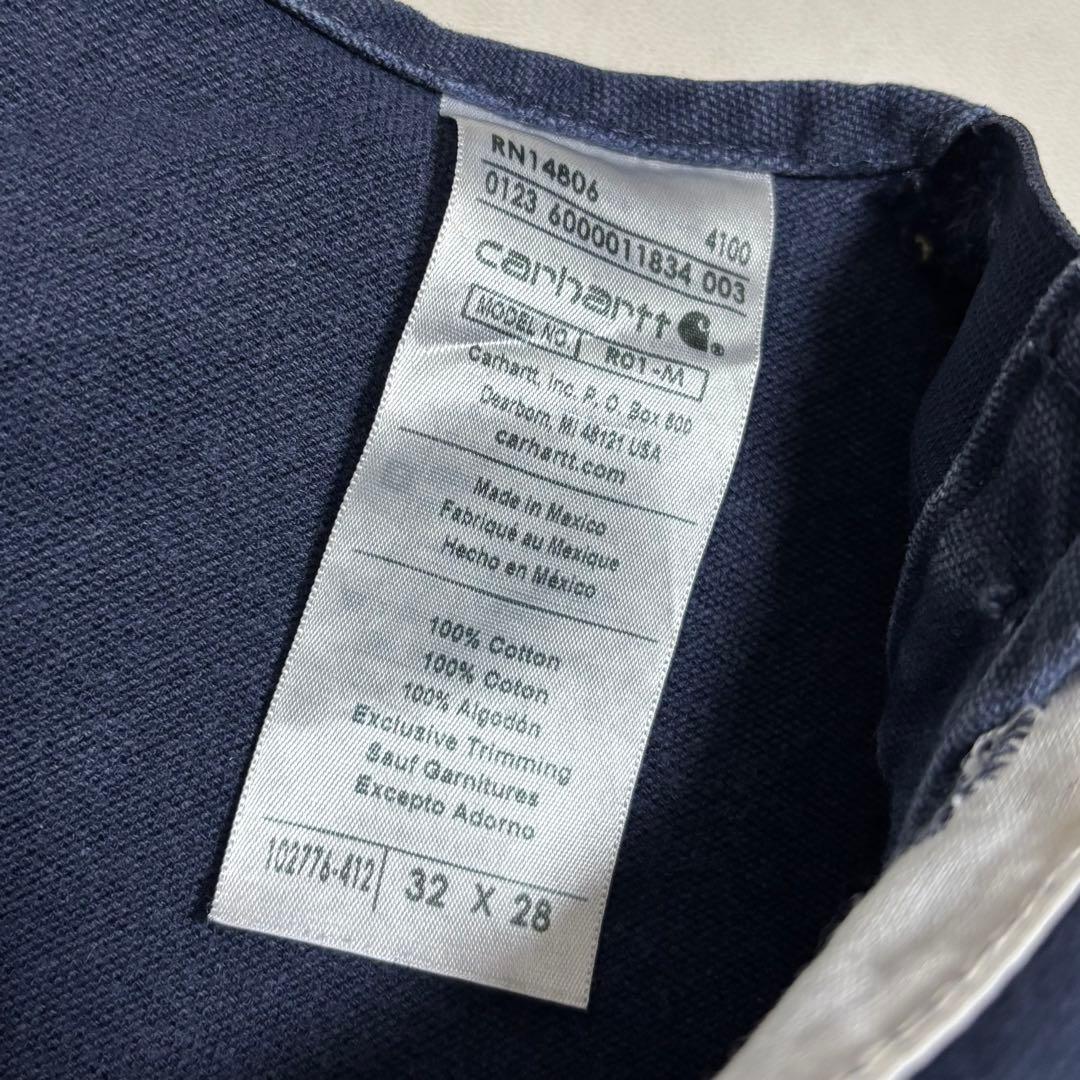 RN14806
4100
0123 6000011834 003
carhartt
MODEL NO. R01-M
Carhartt, Inc. P. O. Box 600
Dearborn, MI 48121 USA
carhartt.com
Made in Mexico
Fabriqué au Mexique
Hecho en México
100% Cotton
100% Coton
100% Algodón
Exclusive Trimming
Sauf Garnitures
Excepto Adorno
102776-412 32 X 28